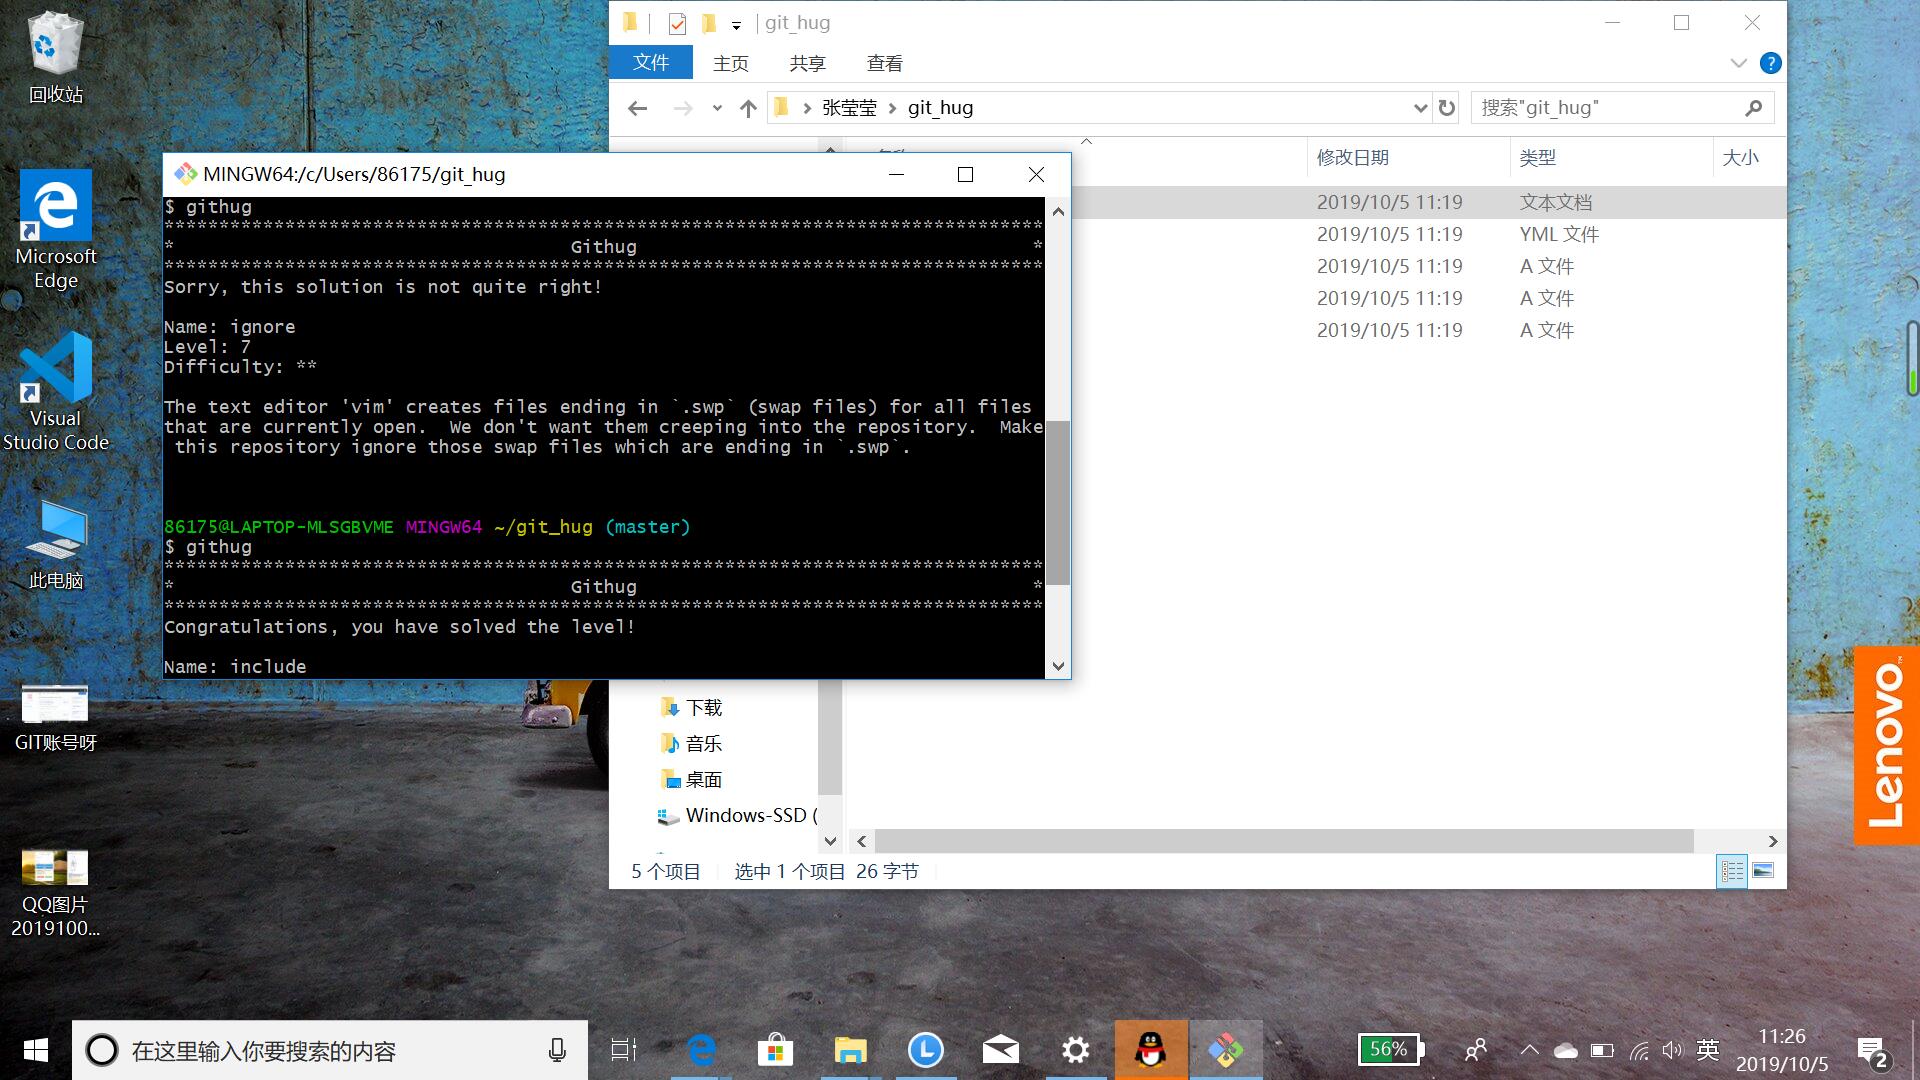 回收站
Microsoft
Edge
Visual
Studio Code
此电脑
GIT账号呀
QQ图片
2019100...
git_hug
文件
主页
共享
查看
张莹莹
git_hug
搜索"git_hug"
修改日期
类型
大小
2019/10/5 11:19
文本文档
2019/10/5 11:19
YML 文件
2019/10/5 11:19
A 文件
2019/10/5 11:19
A 文件
2019/10/5 11:19
A 文件
下载
音乐
桌面
Windows-SSD (
5 个项目
选中 1 个项目 26 字节
MINGW64:/c/Users/86175/git_hug
$ githug
********************************************************************************
* Githug *
********************************************************************************
Sorry, this solution is not quite right!
Name: ignore
Level: 7
Difficulty: **
The text editor 'vim' creates files ending in `.swp` (swap files) for all files
that are currently open. We don't want them creeping into the repository. Make
this repository ignore those swap files which are ending in `.swp`.
86175@LAPTOP-MLSGBVME MINGW64 ~/git_hug (master)
$ githug
********************************************************************************
* Githug *
********************************************************************************
Congratulations, you have solved the level!
Name: include
Lenovo
在这里输入你要搜索的内容
56%
英
11:26
2019/10/5
2